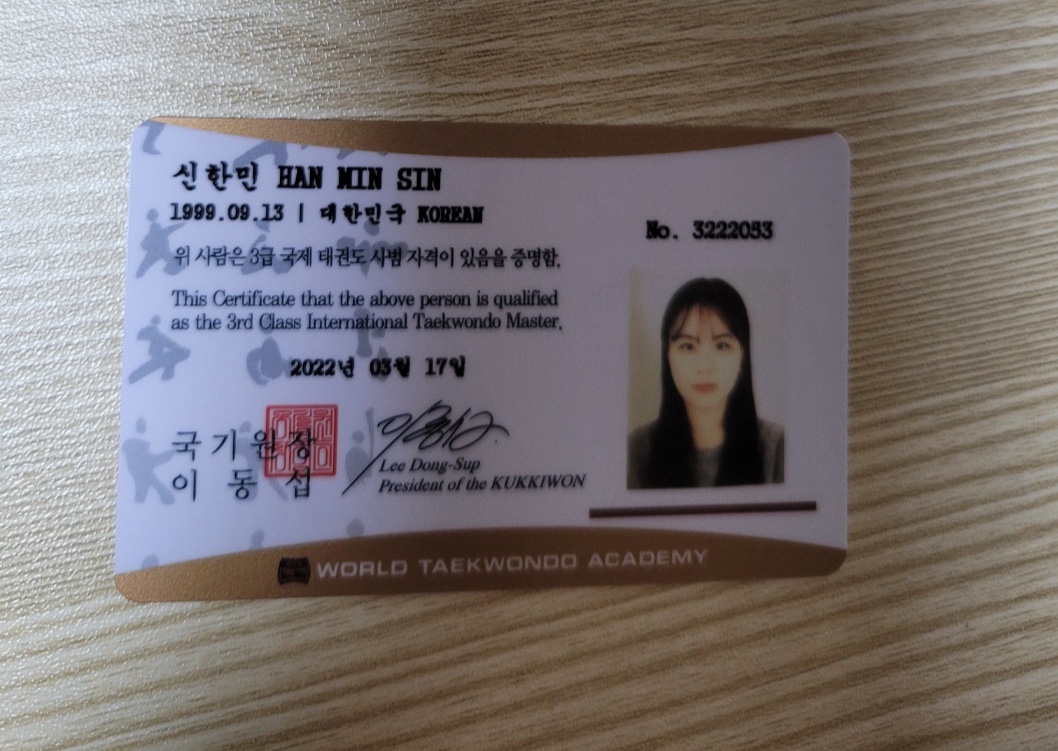 신한민 HAN MIN SIN
1999.09.13 | 대한민국 KOREAN
No. 3222053
위 사람은 3급 국제 태권도 사범 자격이 있음을 증명함.
This Certificate that the above person is qualified
as the 3rd Class International Taekwondo Master.
2022년 03월 17일
국기원장
이동섭
Lee Dong-Sup
President of the KUKKIWON
WORLD TAEKWONDO ACADEMY